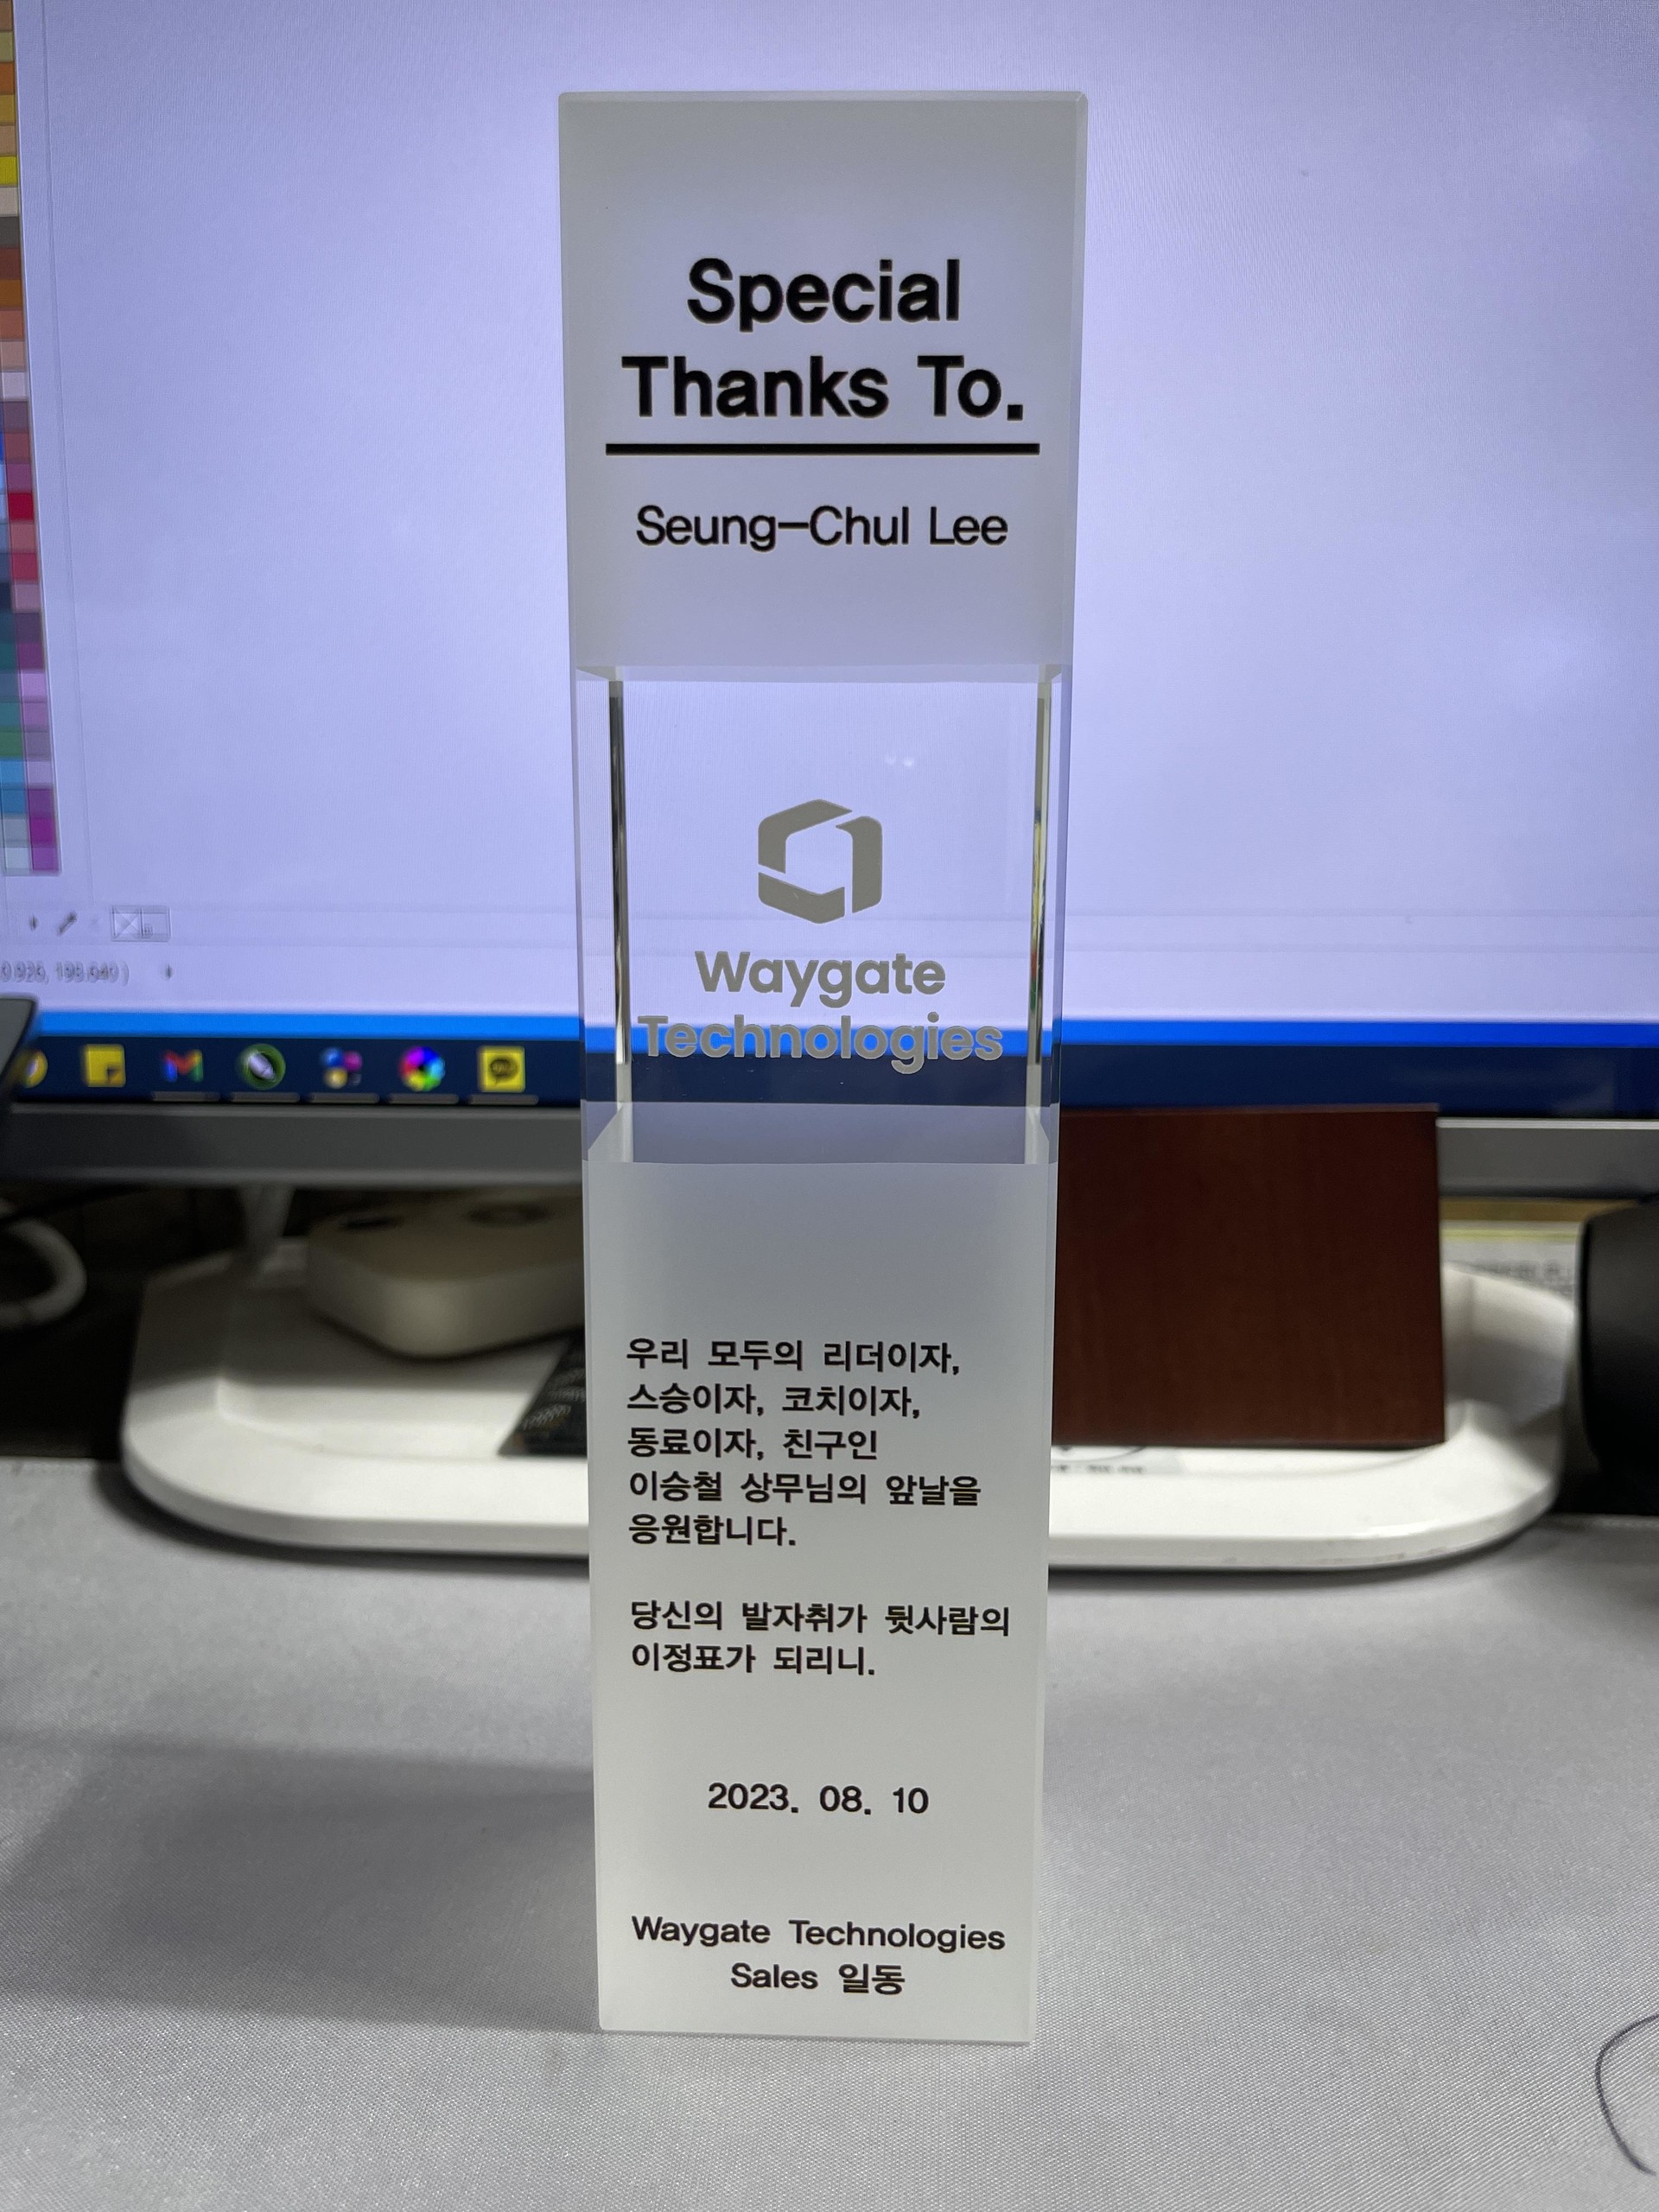 Special
Thanks To.
Seung-Chul Lee
Waygate
Technologies
우리 모두의 리더이자,
스승이자, 코치이자,
동료이자, 친구인
이승철 상무님의 앞날을
응원합니다.
당신의 발자취가 뒷사람의
이정표가 되리니.
2023. 08. 10
Waygate Technologies
Sales 일동